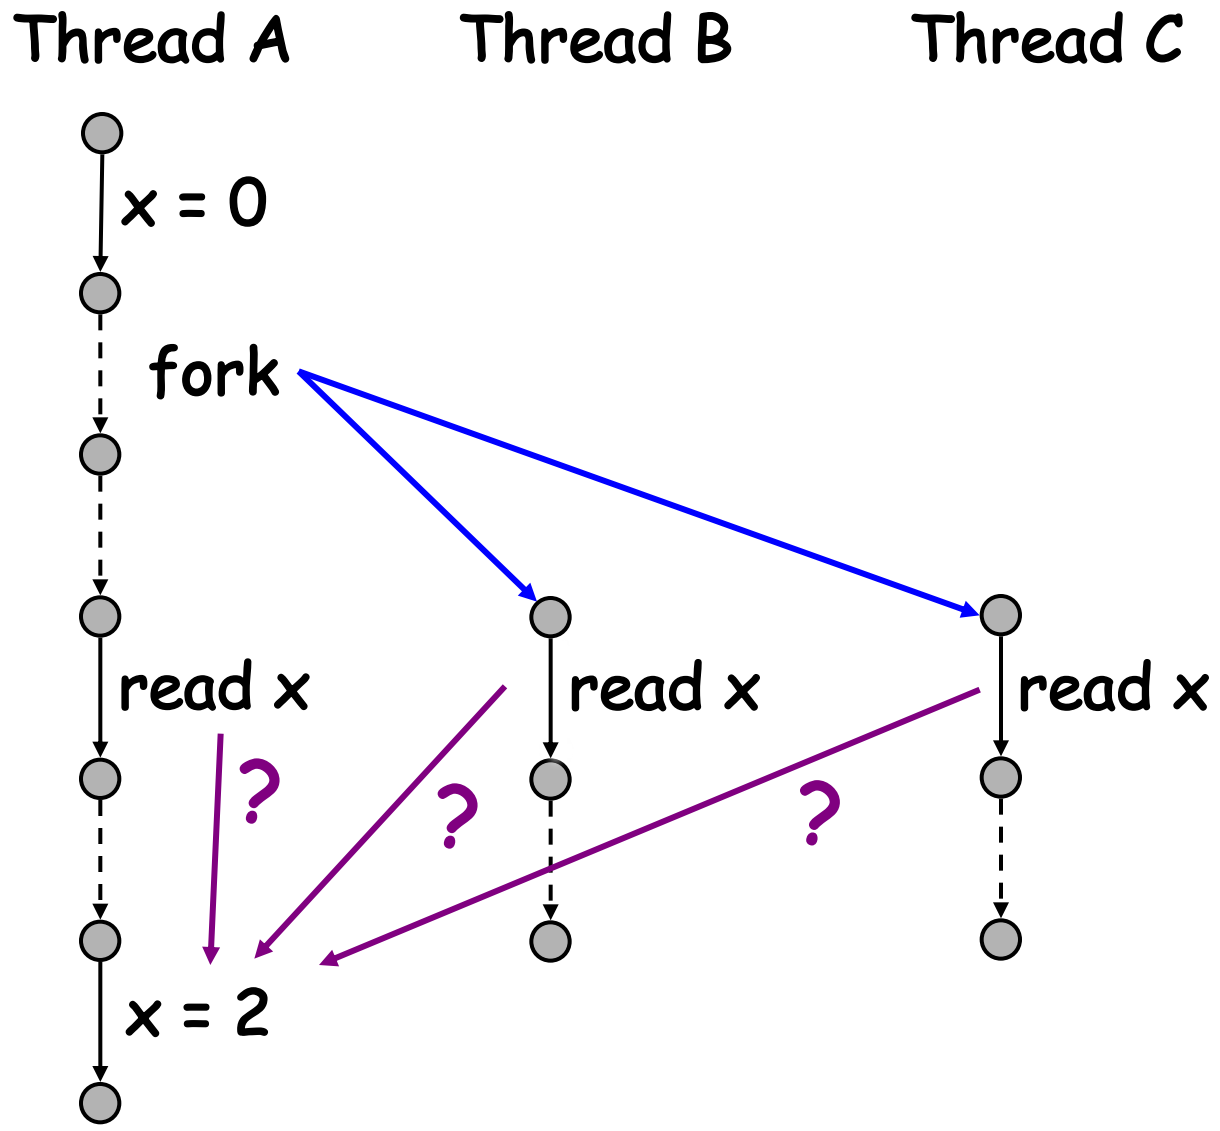 Thread A Thread B Thread C
x = 0
fork
read x read x read x
? ? ?
x = 2